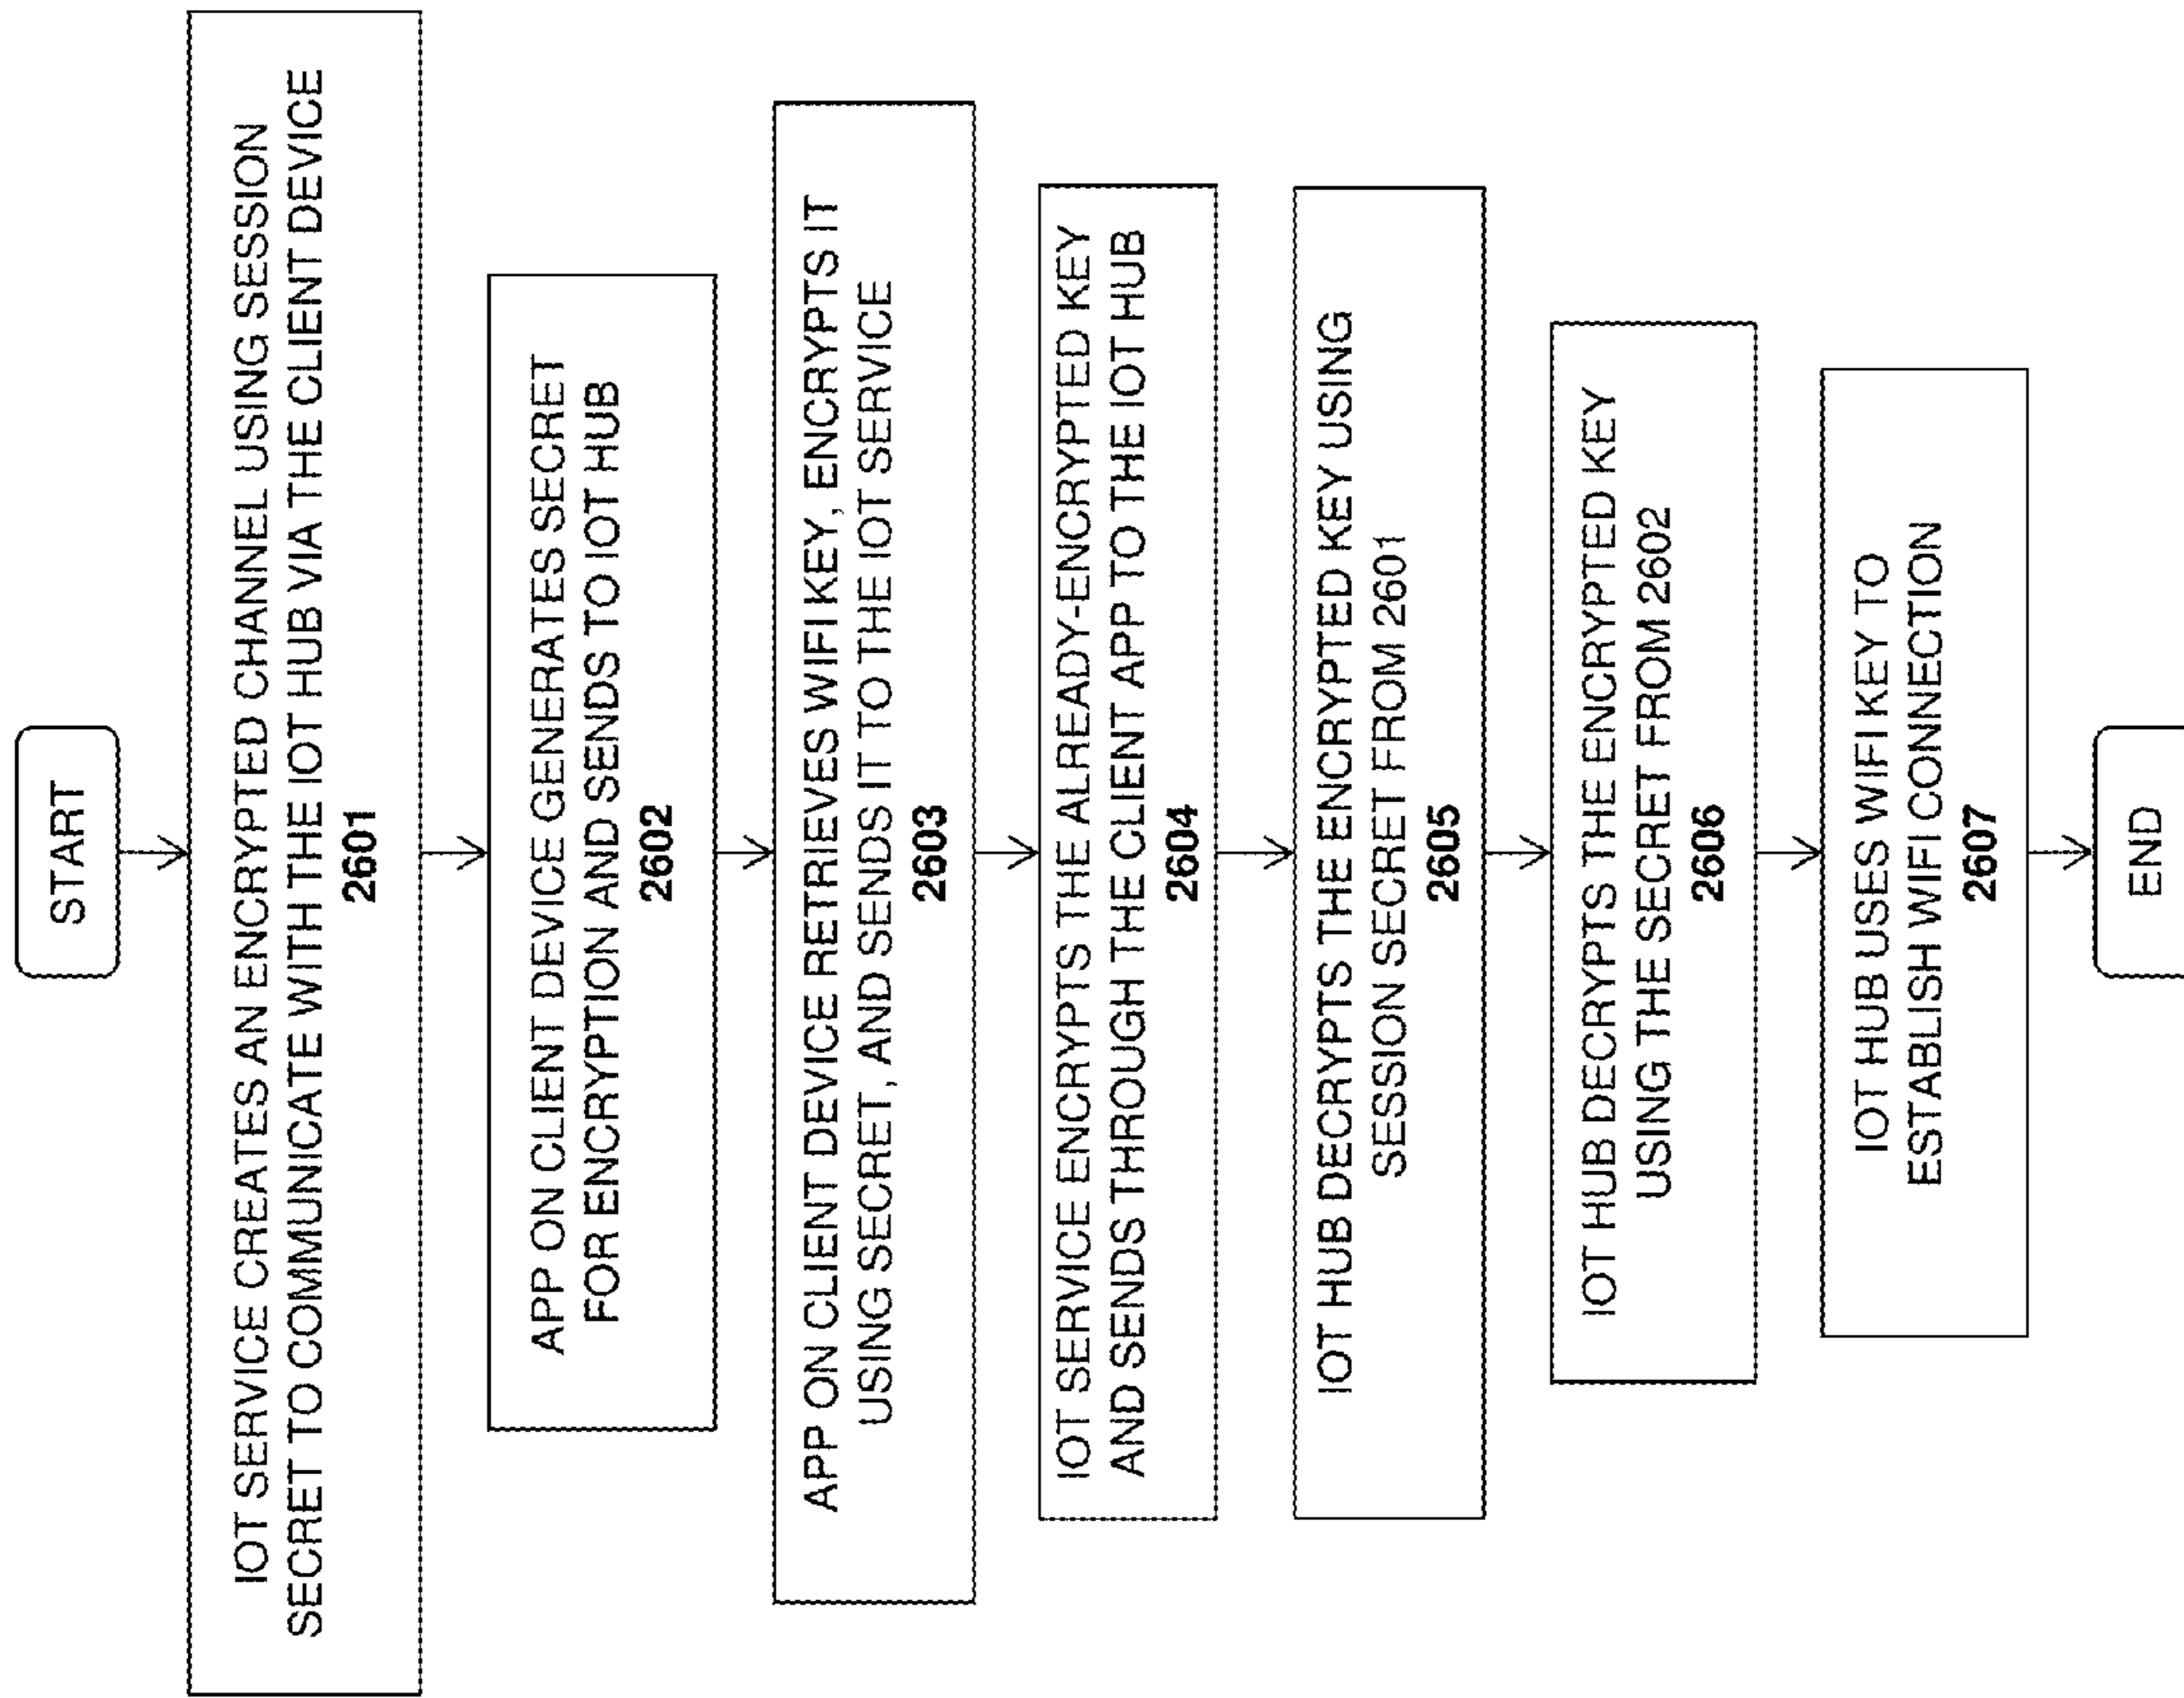 START
IOT SERVICE CREATES AN ENCRYPTED CHANNEL USING SESSION
SECRET TO COMMUNICATE WITH THE IOT HUB VIA THE CLIENT DEVICE
2601
APP ON CLIENT DEVICE GENERATES SECRET
FOR ENCRYPTION AND SENDS TO IOT HUB
2602
APP ON CLIENT DEVICE RETRIEVES WIFI KEY, ENCRYPTS IT
USING SECRET, AND SENDS IT TO THE IOT SERVICE
2603
IOT SERVICE ENCRYPTS THE ALREADY-ENCRYPTED KEY
AND SENDS THROUGH THE CLIENT APP TO THE IOT HUB
2604
IOT HUB DECRYPTS THE ENCRYPTED KEY USING
SESSION SECRET FROM 2601
2605
IOT HUB DECRYPTS THE ENCRYPTED KEY
USING THE SECRET FROM 2602
2606
IOT HUB USES WIFI KEY TO
ESTABLISH WIFI CONNECTION
2607
END